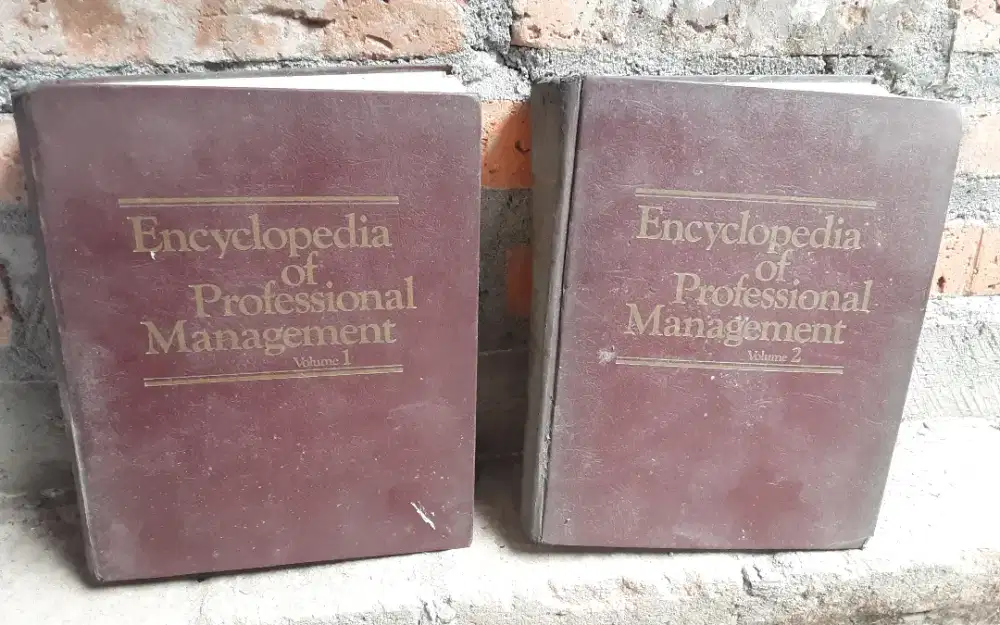 Encyclopedia
of
Professional
Management
Volume 1
Encyclopedia
of
Professional
Management
Volume 2